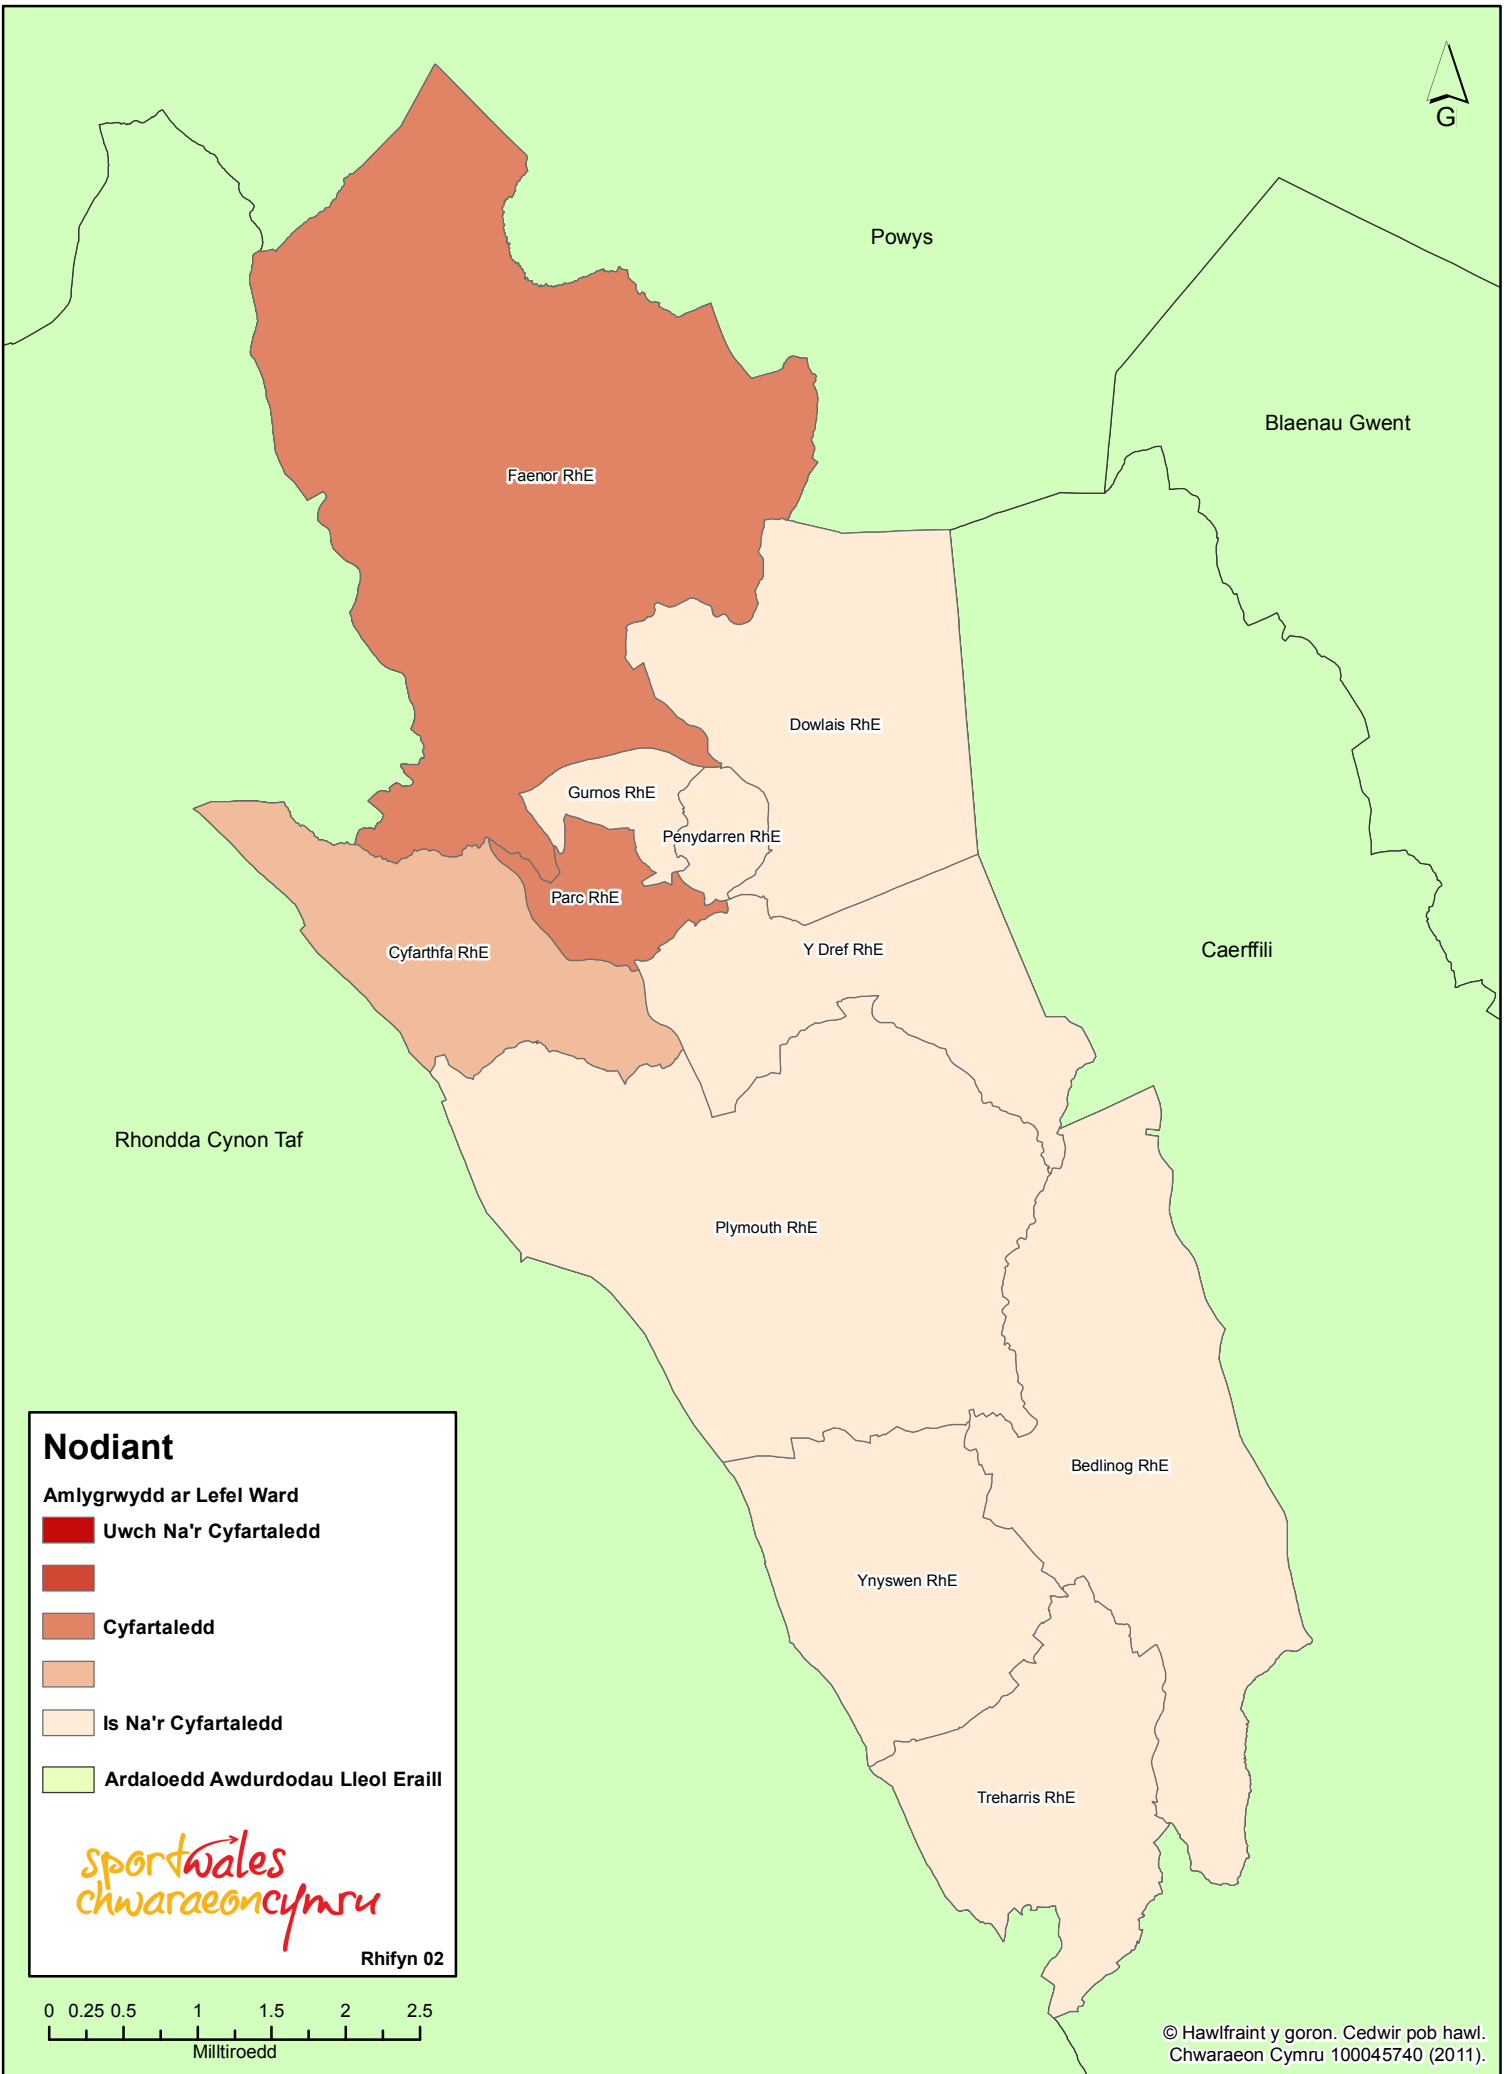 G
Powys
Blaenau Gwent
Faenor RhE
Dowlais RhE
Gurnos RhE
Penydarren RhE
Parc RhE
Cyfarthfa RhE
Y Dref RhE
Caerffili
Rhondda Cynon Taf
Plymouth RhE
Bedlinog RhE
Ynyswen RhE
Treharris RhE
Nodiant
Amlygrwydd ar Lefel Ward
Uwch Na'r Cyfartaledd
Cyfartaledd
Is Na'r Cyfartaledd
Ardaloedd Awdurdodau Lleol Eraill
sportwales
chwaraeoncymru
Rhifyn 02
0 0.25 0.5 1 1.5 2 2.5
Milltiroedd
© Hawlfraint y goron. Cedwir pob hawl.
Chwaraeon Cymru 100045740 (2011).